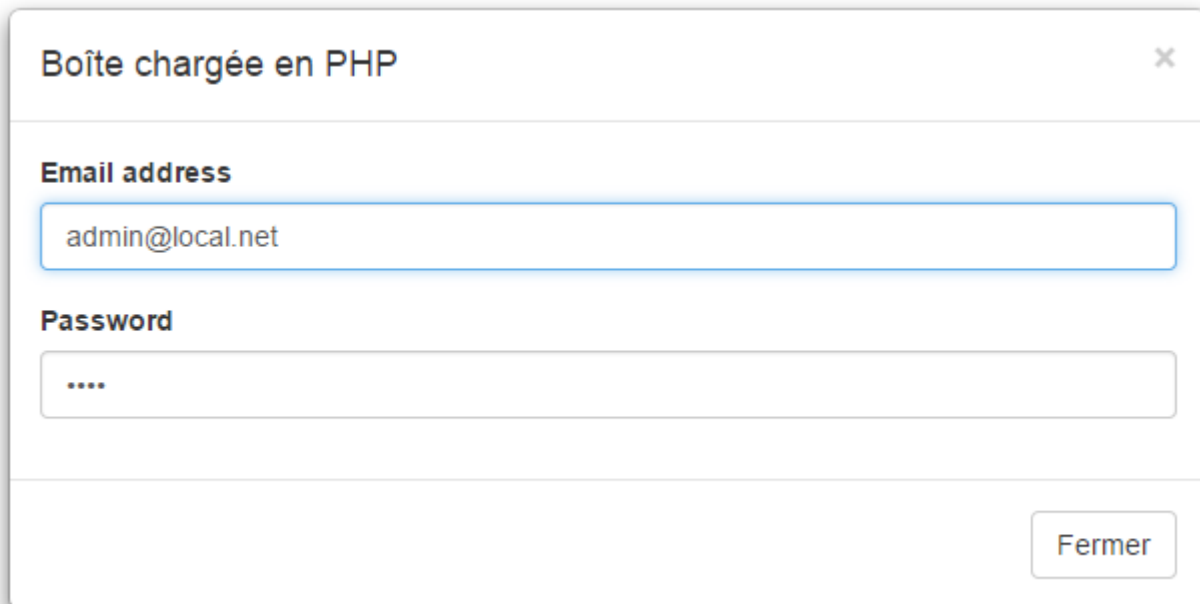 Boîte chargée en PHP ×
Email address
admin@local.net
Password
••••
Fermer